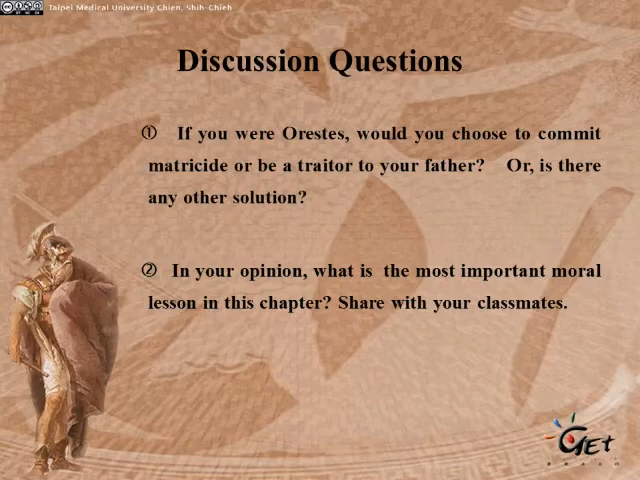 Taipei Medical University Chien, Shih-Chieh
Discussion Questions
① If you were Orestes, would you choose to commit
matricide or be a traitor to your father? Or, is there
any other solution?
② In your opinion, what is the most important moral
lesson in this chapter? Share with your classmates.
GET